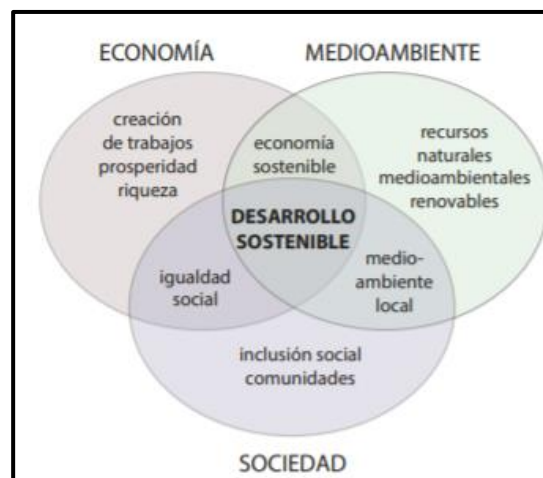 ECONOMÍA
MEDIOAMBIENTE
creación
de trabajos
prosperidad
riqueza
economía
sostenible
recursos
naturales
medioambientales
renovables
DESARROLLO
SOSTENIBLE
igualdad
social
medio-
ambiente
local
inclusión social
comunidades
SOCIEDAD